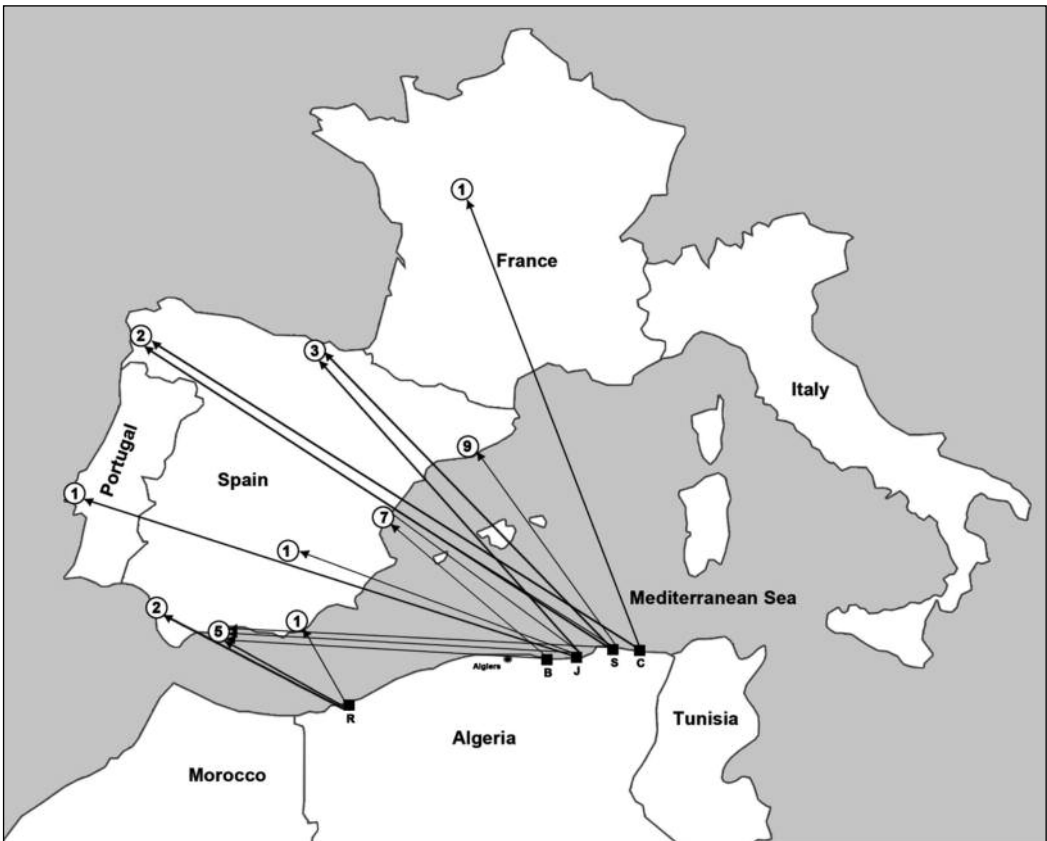 1
France
2
3
Italy
9
Portugal
Spain
1
7
1
Mediterranean Sea
2
5
1
Algiers
B
J
S
C
R
Tunisia
Algeria
Morocco